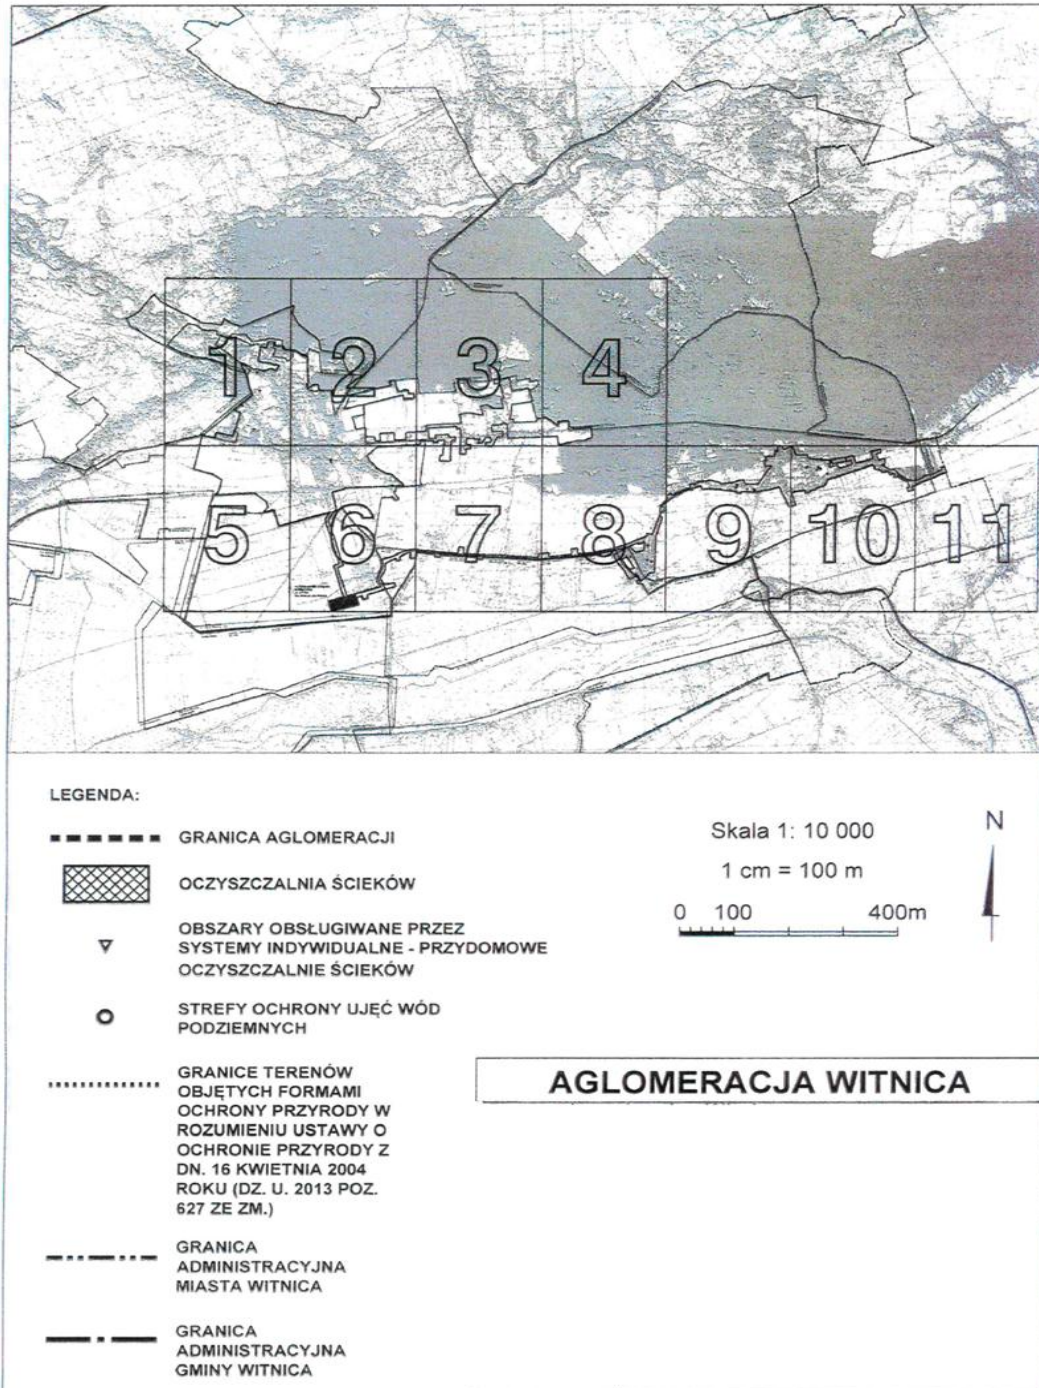 1
2
3
4
5
6
7
8
9
10
11
LEGENDA:
GRANICA AGLOMERACJI
OCZYSZCZALNIA ŚCIEKÓW
OBSZARY OBSŁUGIWANE PRZEZ
SYSTEMY INDYWIDUALNE - PRZYDOMOWE
OCZYSZCZALNIE ŚCIEKÓW
STREFY OCHRONY UJĘĆ WÓD
PODZIEMNYCH
GRANICE TERENÓW
OBJĘTYCH FORMAMI
OCHRONY PRZYRODY W
ROZUMIENIU USTAWY O
OCHRONIE PRZYRODY Z
DN. 16 KWIETNIA 2004
ROKU (DZ. U. 2013 POZ.
627 ZE ZM.)
GRANICA
ADMINISTRACYJNA
MIASTA WITNICA
GRANICA
ADMINISTRACYJNA
GMINY WITNICA
Skala 1: 10 000
1 cm = 100 m
0 100 400m
N
AGLOMERACJA WITNICA